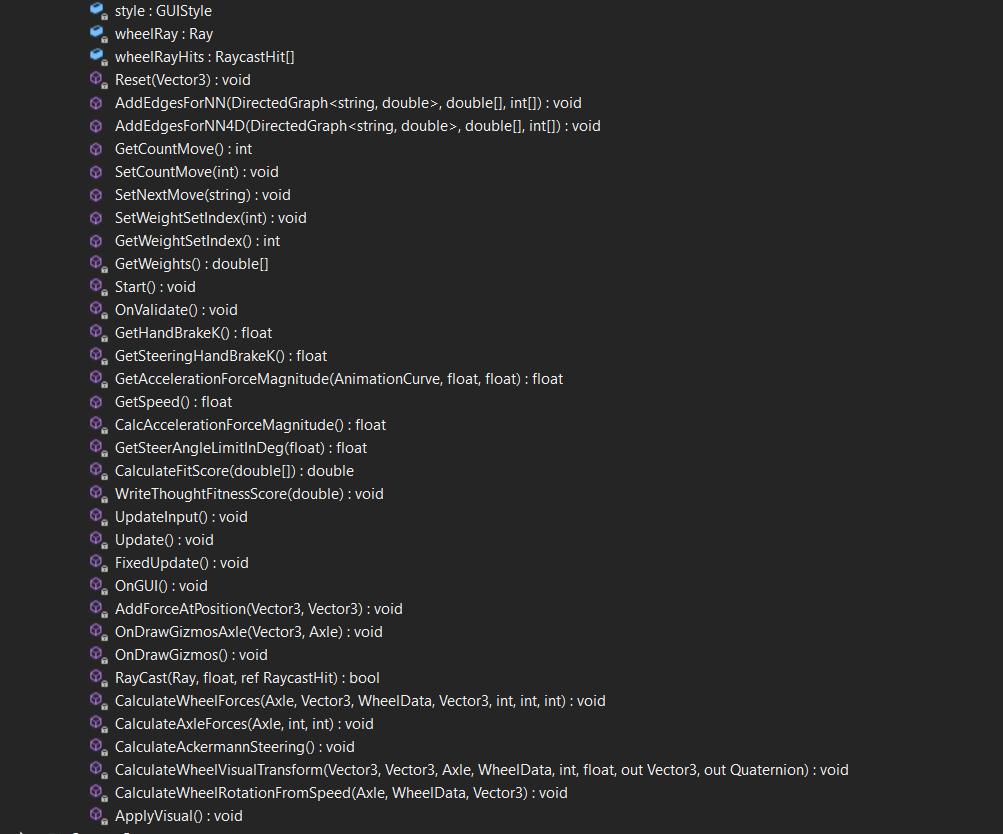 style : GUIStyle
wheelRay : Ray
wheelRayHits : RaycastHit[]
Reset(Vector3) : void
AddEdgesForNN(DirectedGraph<string, double>, double[], int[]) : void
AddEdgesForNN4D(DirectedGraph<string, double>, double[], int[]) : void
GetCountMove() : int
SetCountMove(int) : void
SetNextMove(string) : void
SetWeightSetIndex(int) : void
GetWeightSetIndex() : int
GetWeights() : double[]
Start() : void
OnValidate() : void
GetHandBrakeK() : float
GetSteeringHandBrakeK() : float
GetAccelerationForceMagnitude(AnimationCurve, float, float) : float
GetSpeed() : float
CalcAccelerationForceMagnitude() : float
GetSteerAngleLimitInDeg(float) : float
CalculateFitScore(double[]) : double
WriteThoughtFitnessScore(double) : void
UpdateInput() : void
Update() : void
FixedUpdate() : void
OnGUI() : void
AddForceAtPosition(Vector3, Vector3) : void
OnDrawGizmosAxle(Vector3, Axle) : void
OnDrawGizmos() : void
RayCast(Ray, float, ref RaycastHit) : bool
CalculateWheelForces(Axle, Vector3, WheelData, Vector3, int, int, int) : void
CalculateAxleForces(Axle, int, int) : void
CalculateAckermannSteering() : void
CalculateWheelVisualTransform(Vector3, Vector3, Axle, WheelData, int, float, out Vector3, out Quaternion) : void
CalculateWheelRotationFromSpeed(Axle, WheelData, Vector3) : void
ApplyVisual() : void